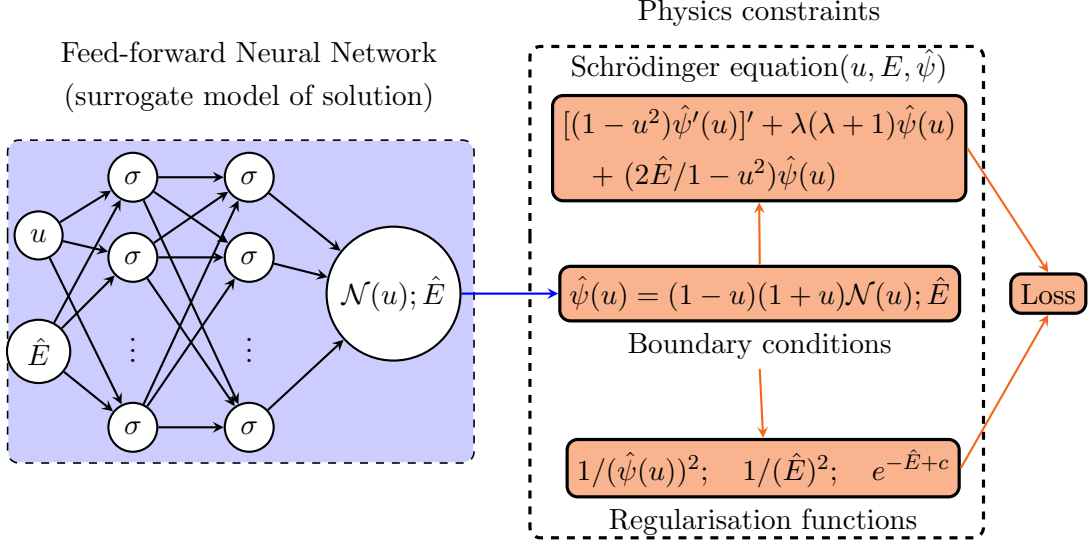 Physics constraints
Feed-forward Neural Network
(surrogate model of solution)
Schrödinger equation(u, E, ψ̂)
[(1 − u²)ψ̂′(u)]′ + λ(λ + 1)ψ̂(u)
+ (2Ê/1 − u²)ψ̂(u)
σ
σ
u
σ
σ
Ê
⋮
⋮
σ
σ
𝒩(u); Ê
ψ̂(u) = (1 − u)(1 + u)𝒩(u); Ê
Boundary conditions
Loss
1/(ψ̂(u))²; 1/(Ê)²; e^{−Ê+c}
Regularisation functions